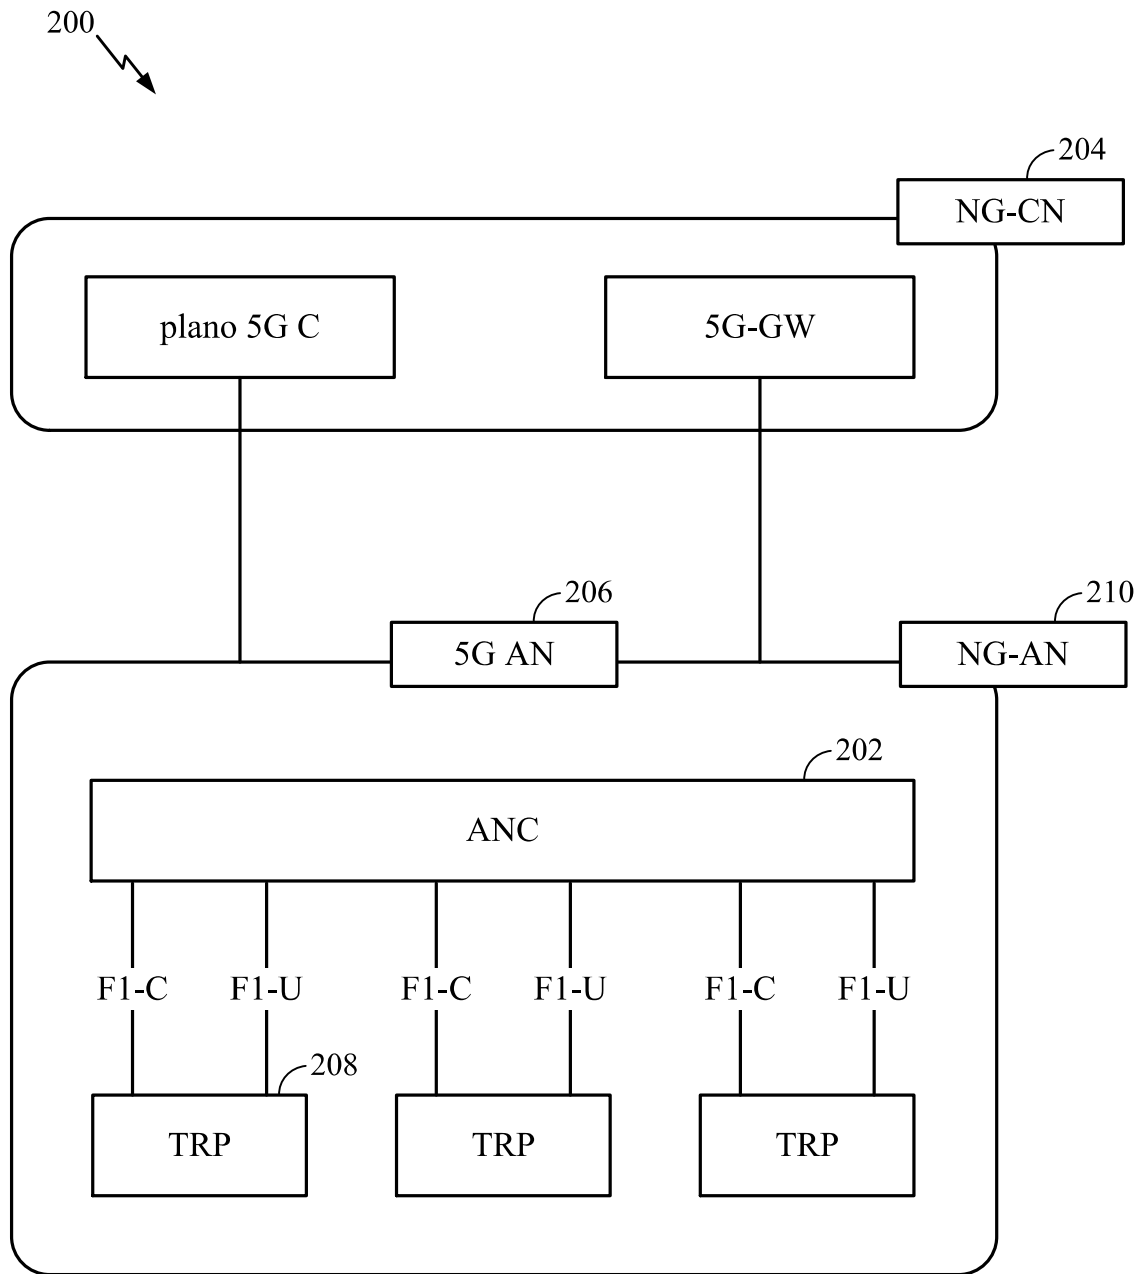 200
204
NG-CN
plano 5G C
5G-GW
206
210
5G AN
NG-AN
202
ANC
F1-C
F1-U
F1-C
F1-U
F1-C
F1-U
208
TRP
TRP
TRP